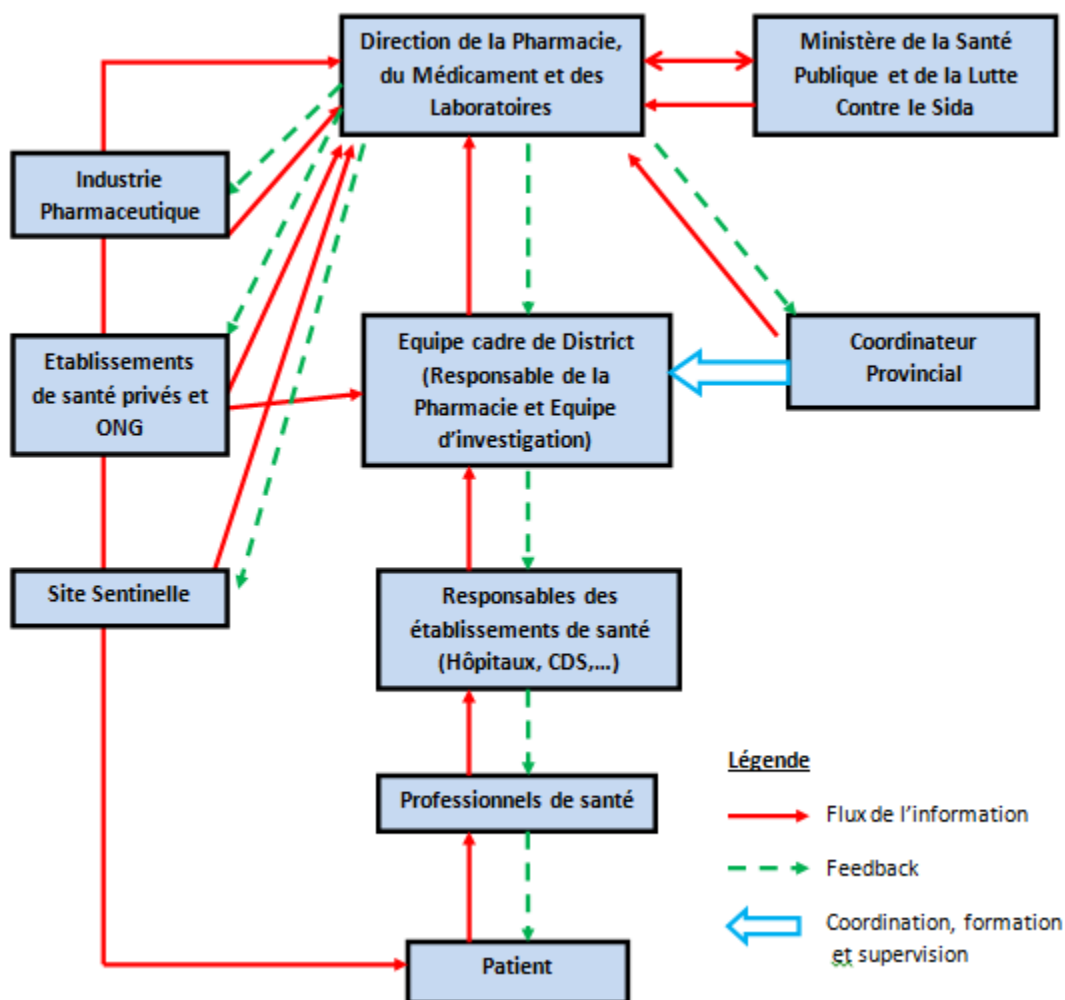 Direction de la Pharmacie,
du Médicament et des
Laboratoires
Ministère de la Santé
Publique et de la Lutte
Contre le Sida
Industrie
Pharmaceutique
Etablissements
de santé privés et
ONG
Equipe cadre de District
(Responsable de la
Pharmacie et Equipe
d'investigation)
Coordinateur
Provincial
Site Sentinelle
Responsables des
établissements de santé
(Hôpitaux, CDS,...)
Professionnels de santé
Patient
Légende
Flux de l'information
Feedback
Coordination, formation
et supervision